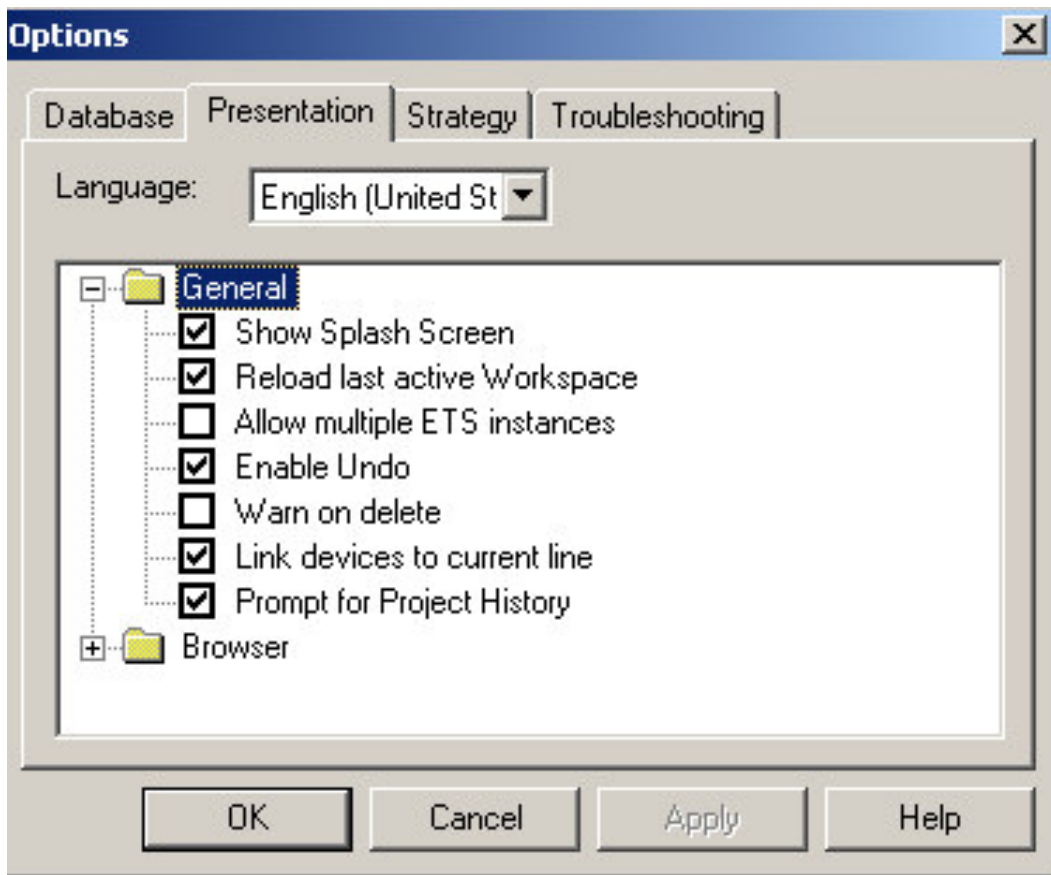 Options
Database Presentation Strategy Troubleshooting
Language: English (United St
General
Show Splash Screen
Reload last active Workspace
Allow multiple ETS instances
Enable Undo
Warn on delete
Link devices to current line
Prompt for Project History
Browser
OK Cancel Apply Help